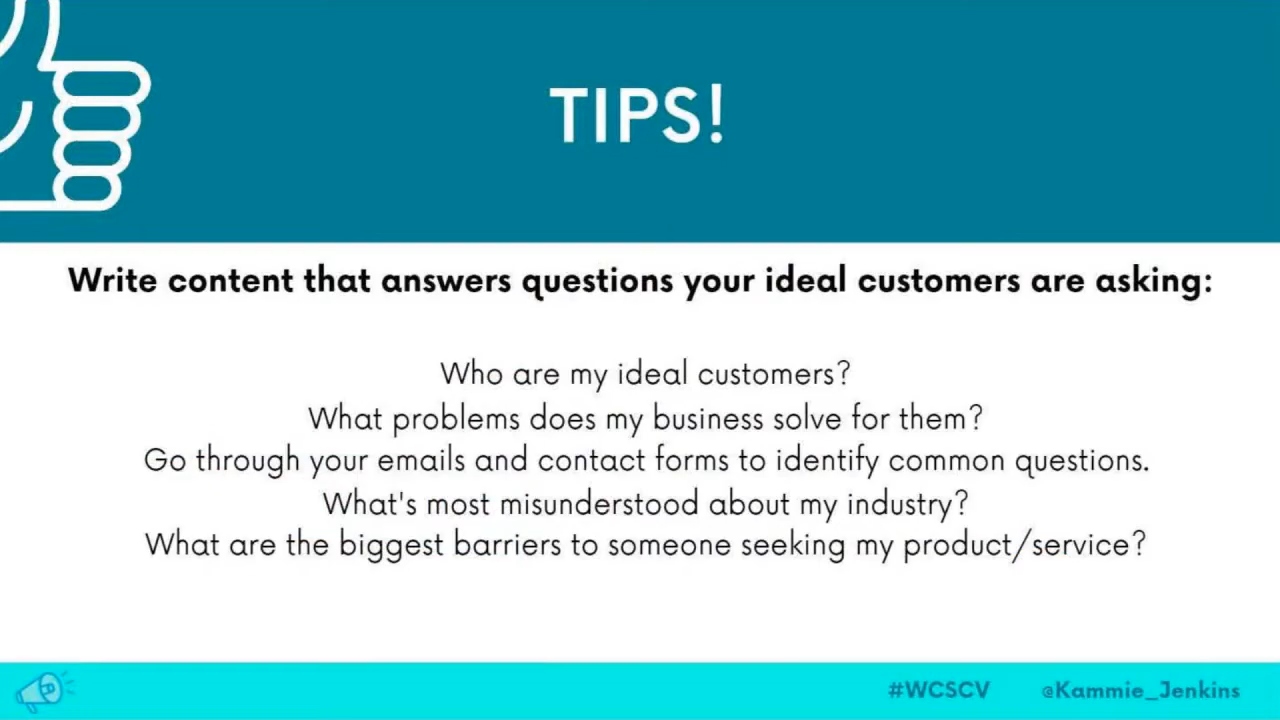 TIPS!
Write content that answers questions your ideal customers are asking:
Who are my ideal customers?
What problems does my business solve for them?
Go through your emails and contact forms to identify common questions.
What's most misunderstood about my industry?
What are the biggest barriers to someone seeking my product/service?
#WCSCV @Kammie_Jenkins